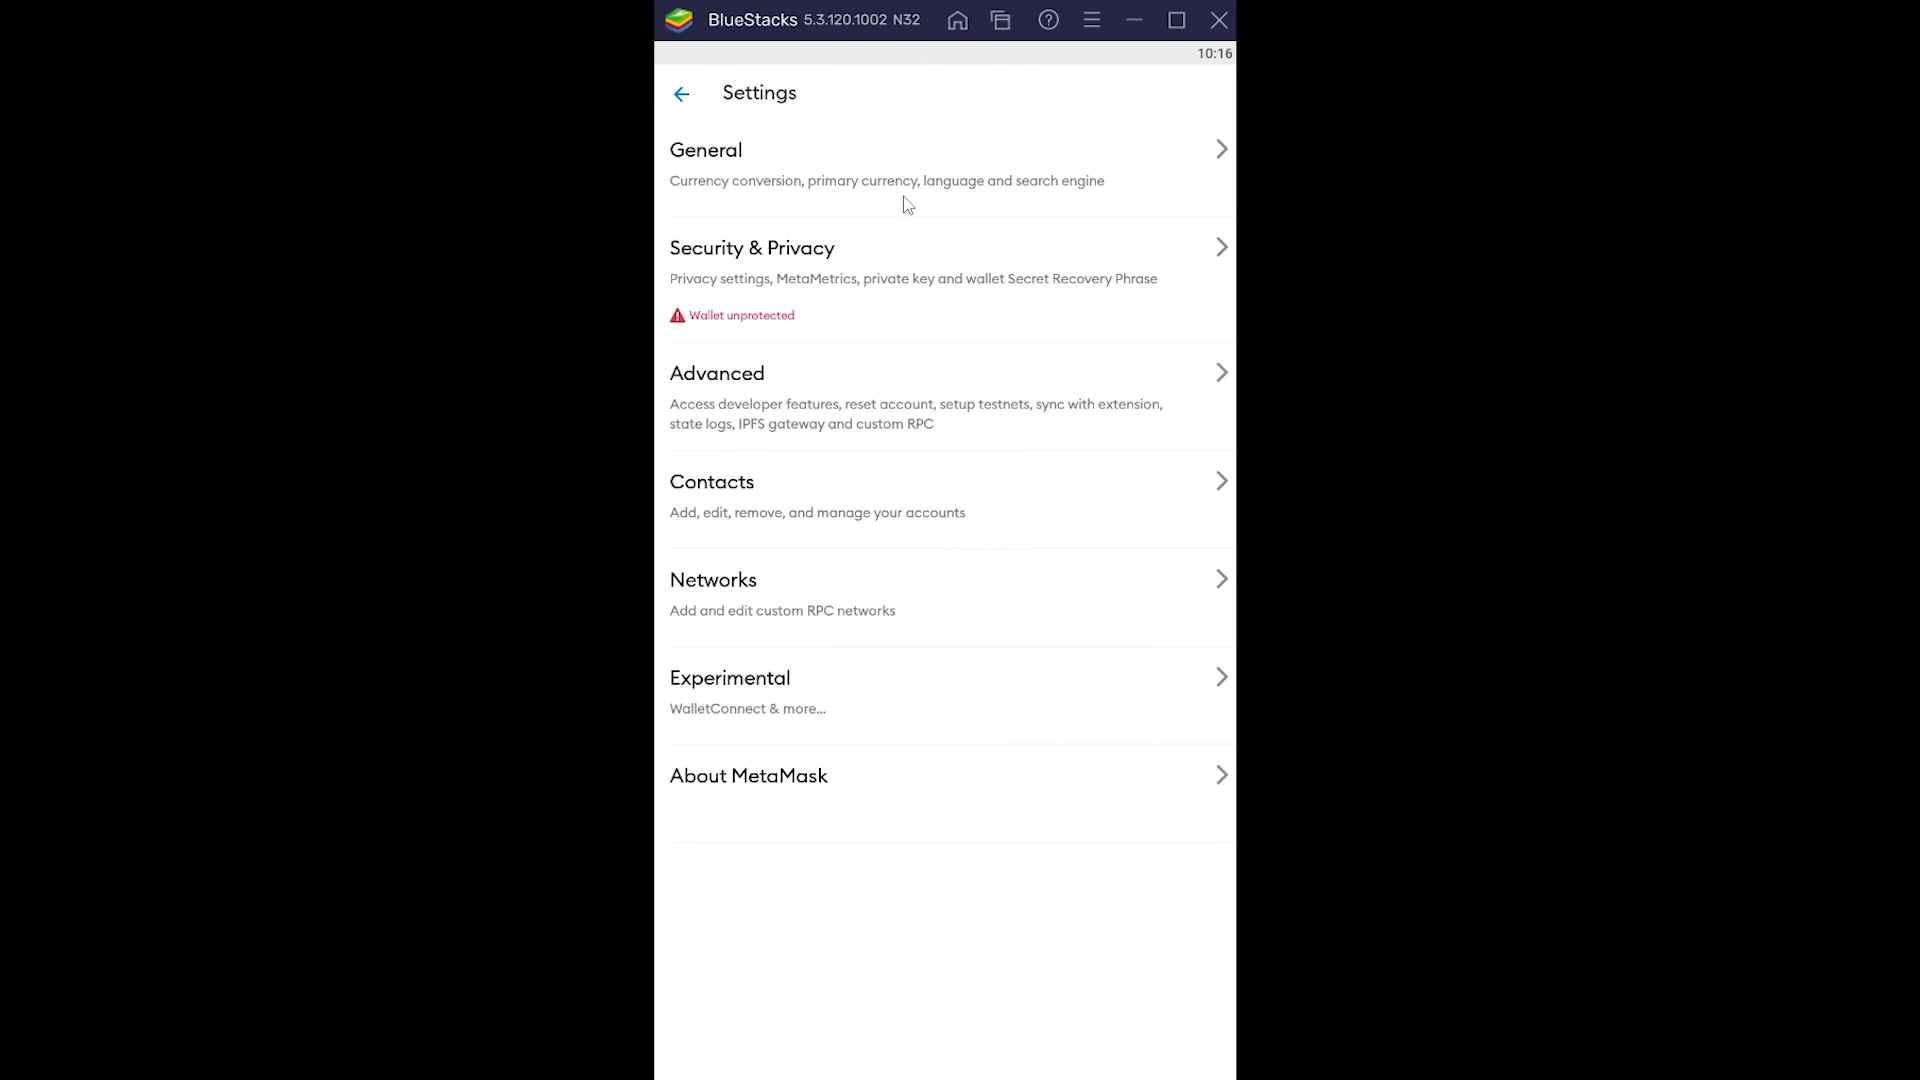 BlueStacks 5.3.120.1002 N32
10:16
Settings
General
Currency conversion, primary currency, language and search engine
Security & Privacy
Privacy settings, MetaMetrics, private key and wallet Secret Recovery Phrase
Wallet unprotected
Advanced
Access developer features, reset account, setup testnets, sync with extension,
state logs, IPFS gateway and custom RPC
Contacts
Add, edit, remove, and manage your accounts
Networks
Add and edit custom RPC networks
Experimental
WalletConnect & more...
About MetaMask